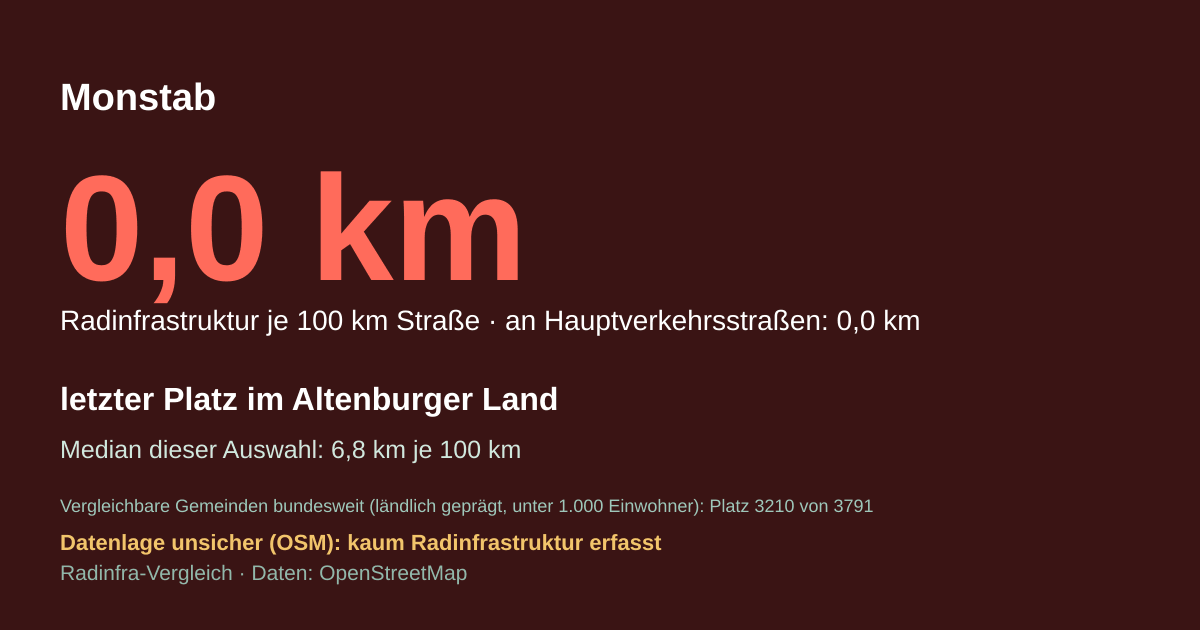 Monstab
0,0 km
Radinfrastruktur je 100 km Straße · an Hauptverkehrsstraßen: 0,0 km
letzter Platz im Altenburger Land
Median dieser Auswahl: 6,8 km je 100 km
Vergleichbare Gemeinden bundesweit (ländlich geprägt, unter 1.000 Einwohner): Platz 3210 von 3791
Datenlage unsicher (OSM): kaum Radinfrastruktur erfasst
Radinfra-Vergleich · Daten: OpenStreetMap